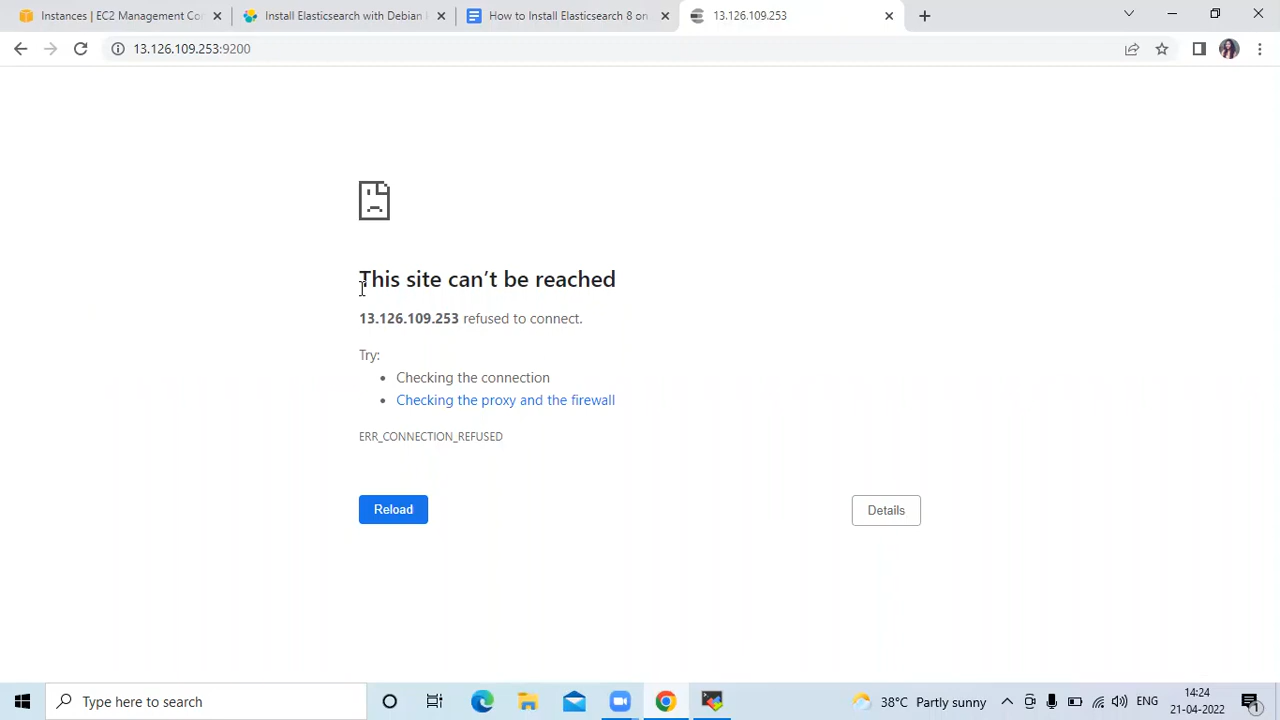 Instances | EC2 Management Co
Install Elasticsearch with Debian
How to Install Elasticsearch 8 on
13.126.109.253
13.126.109.253:9200
This site can't be reached
13.126.109.253 refused to connect.
Try:
• Checking the connection
• Checking the proxy and the firewall
ERR_CONNECTION_REFUSED
Reload
Details
Type here to search
38°C Partly sunny
ENG
14:24
21-04-2022
1